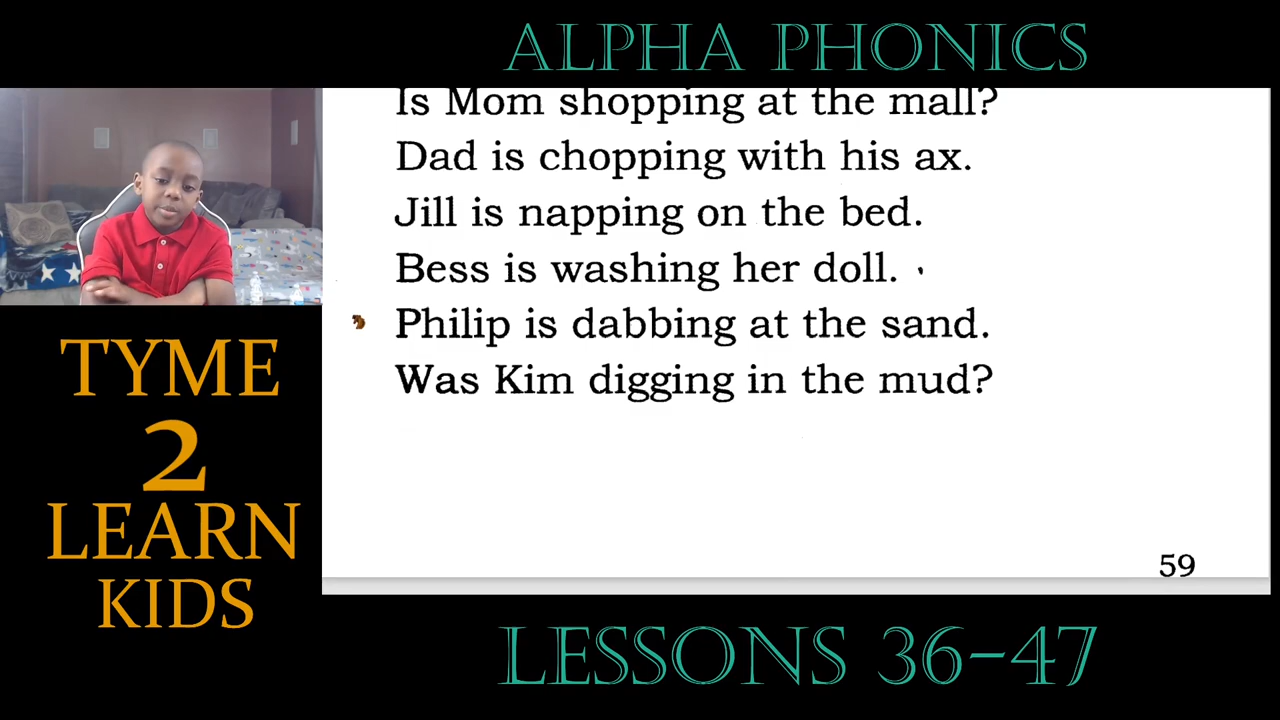 ALPHA PHONICS
Is Mom shopping at the mall?
Dad is chopping with his ax.
Jill is napping on the bed.
Bess is washing her doll.
Philip is dabbing at the sand.
Was Kim digging in the mud?
59
TYME
2
LEARN
KIDS
LESSONS 36-47